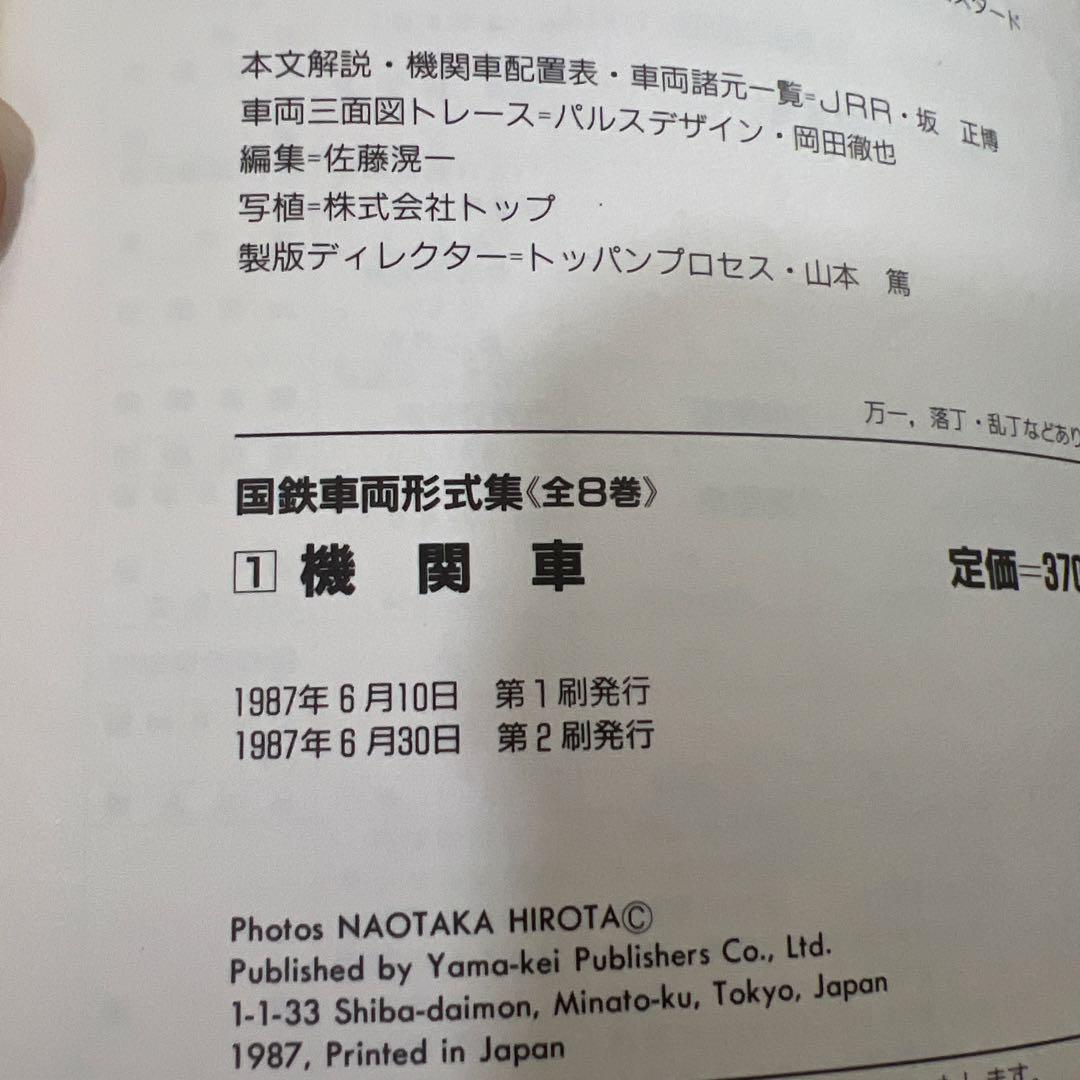 スタード
本文解説・機関車配置表・車両諸元一覧=JRR・坂 正博
車両三面図トレース=パルスデザイン・岡田徹也
編集=佐藤滉一
写植=株式会社トップ
製版ディレクター=トッパンプロセス・山本 篤
万一,落丁・乱丁などあり
国鉄車両形式集《全8巻》
1 機関車
定価=370
1987年6月10日 第1刷発行
1987年6月30日 第2刷発行
Photos NAOTAKA HIROTA©
Published by Yama-kei Publishers Co., Ltd.
1-1-33 Shiba-daimon, Minato-ku, Tokyo, Japan
1987, Printed in Japan
します.